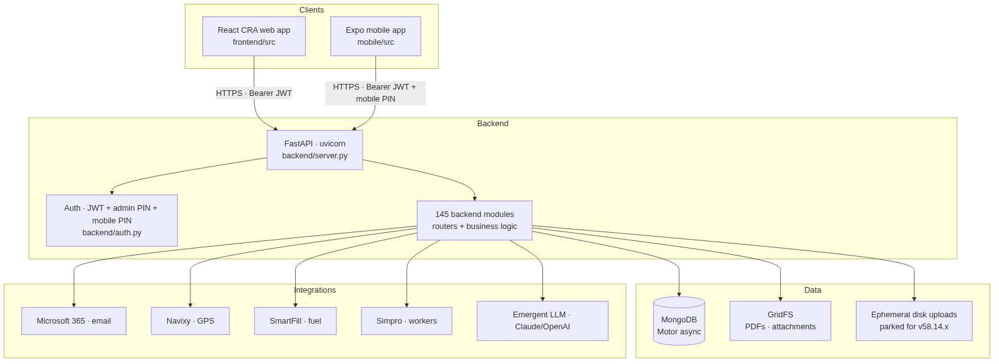 Clients
React CRA web app
frontend/src
Expo mobile app
mobile/src
HTTPS · Bearer JWT
HTTPS · Bearer JWT +
mobile PIN
Backend
FastAPI · uvicorn
backend/server.py
Auth · JWT + admin PIN +
mobile PIN
backend/auth.py
145 backend modules
routers + business logic
Integrations
Microsoft 365 · email
Navixy · GPS
SmartFill · fuel
Simpro · workers
Emergent LLM ·
Claude/OpenAI
Data
MongoDB
Motor async
GridFS
PDFs · attachments
Ephemeral disk uploads
parked for v58.14.x